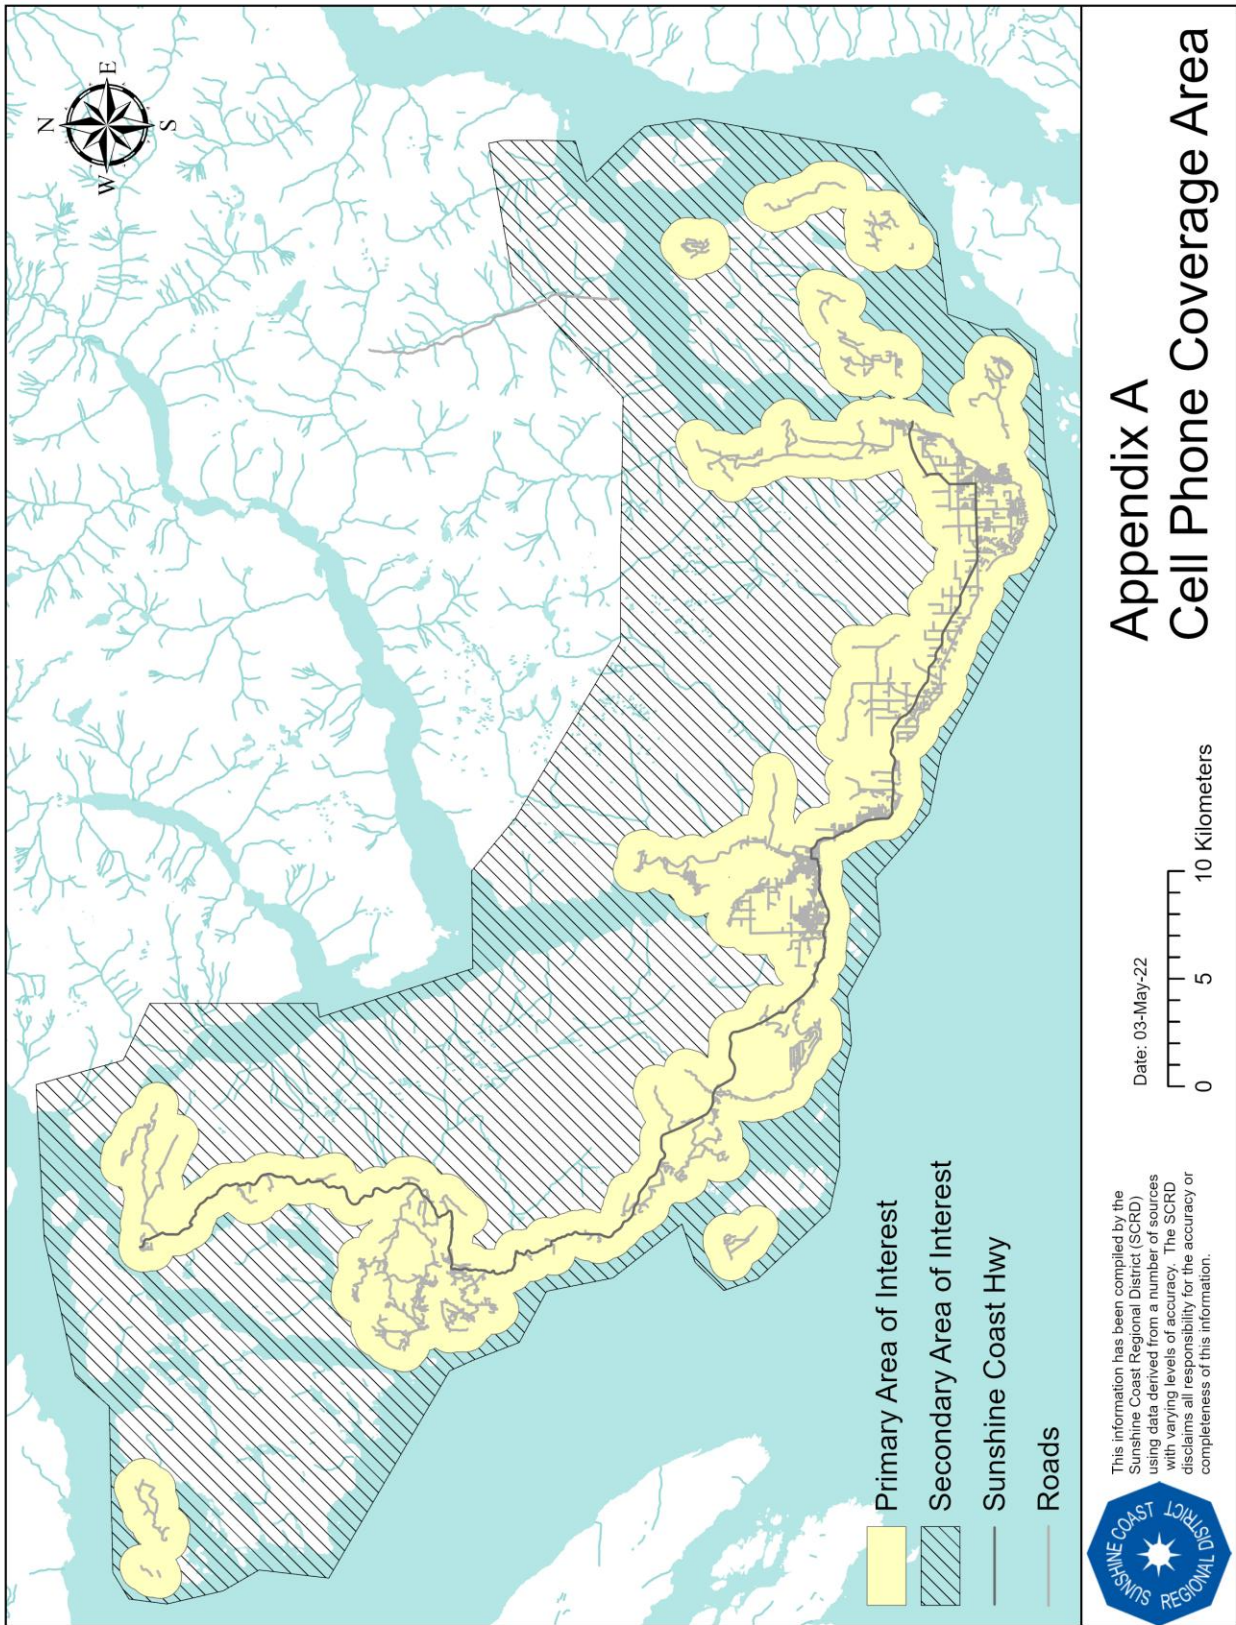 N
W
E
S
Primary Area of Interest
Secondary Area of Interest
Sunshine Coast Hwy
Roads
SUNSHINE COAST
REGIONAL DISTRICT
This information has been compiled by the
Sunshine Coast Regional District (SCRD)
using data derived from a number of sources
with varying levels of accuracy. The SCRD
disclaims all responsibility for the accuracy or
completeness of this information.
Date: 03-May-22
0 5 10 Kilometers
Appendix A
Cell Phone Coverage Area